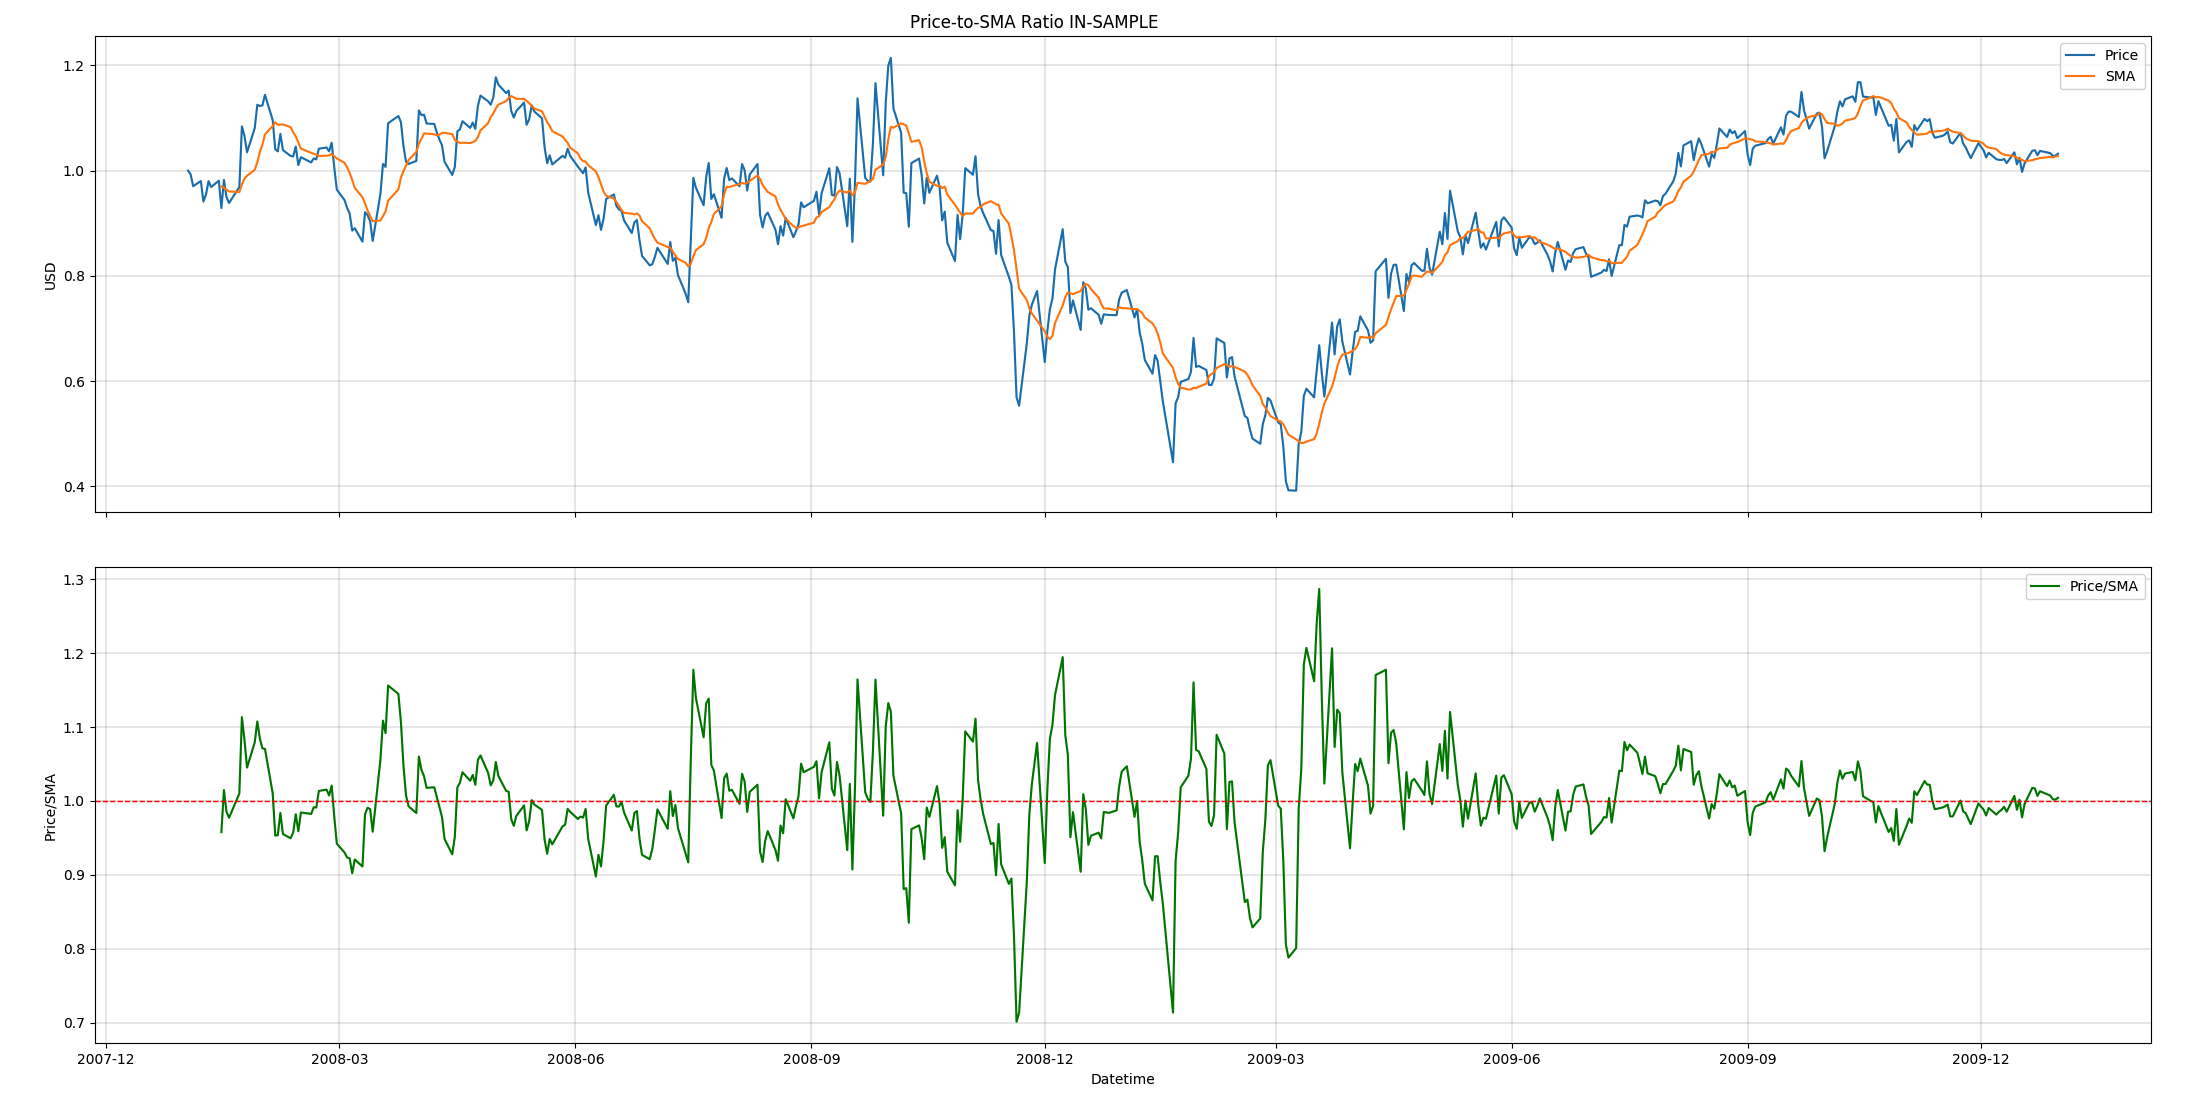 Price-to-SMA Ratio IN-SAMPLE
Price
SMA
USD
1.2
1.0
0.8
0.6
0.4
Price/SMA
Price/SMA
1.3
1.2
1.1
1.0
0.9
0.8
0.7
2007-12 2008-03 2008-06 2008-09 2008-12 2009-03 2009-06 2009-09 2009-12
Datetime